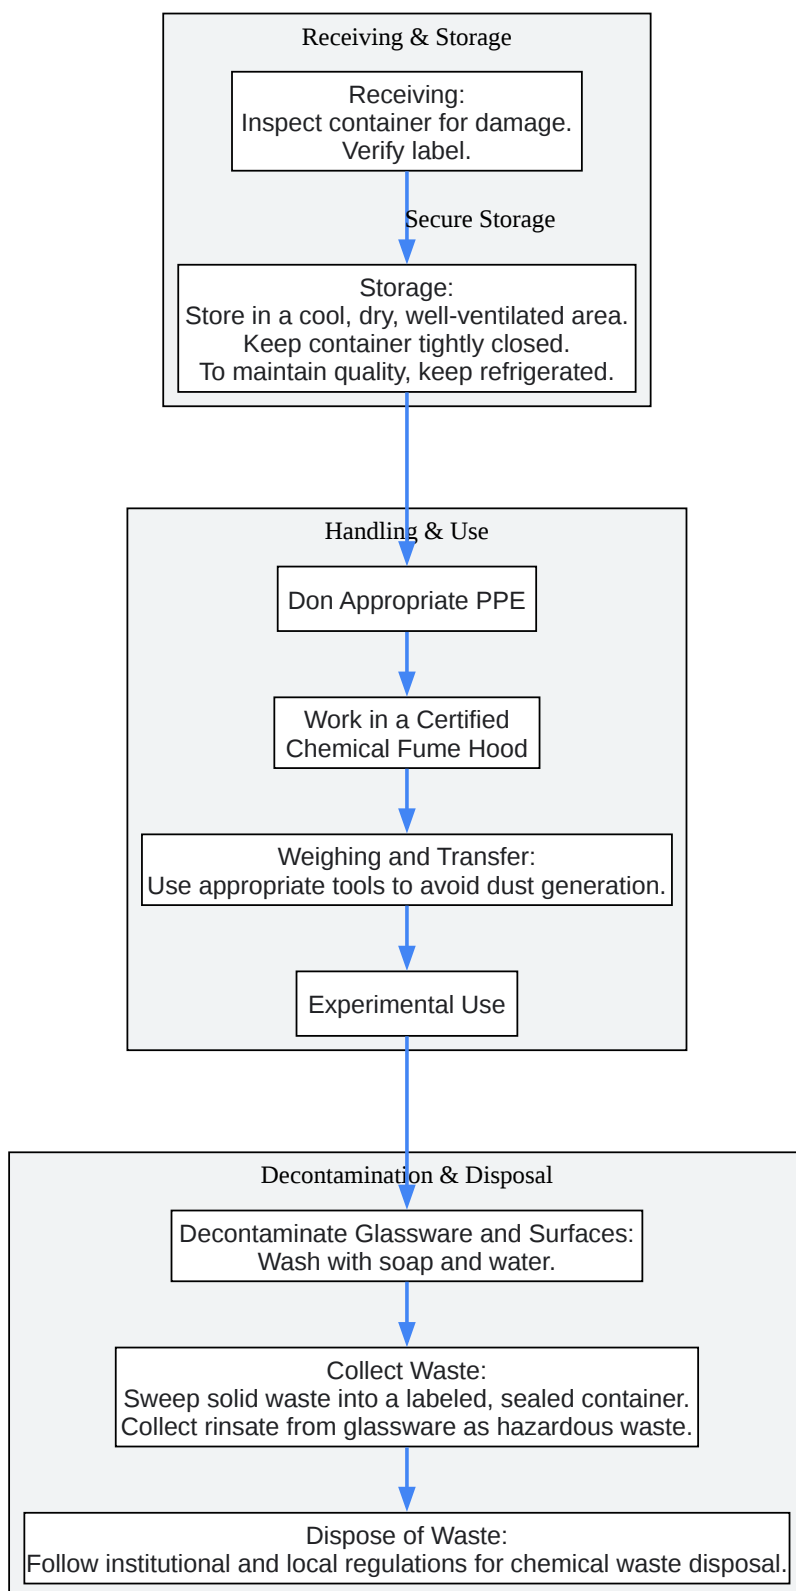 Receiving & Storage
Receiving:
Inspect container for damage.
Verify label.
Secure Storage
Storage:
Store in a cool, dry, well-ventilated area.
Keep container tightly closed.
To maintain quality, keep refrigerated.
Handling & Use
Don Appropriate PPE
Work in a Certified
Chemical Fume Hood
Weighing and Transfer:
Use appropriate tools to avoid dust generation.
Experimental Use
Decontamination & Disposal
Decontaminate Glassware and Surfaces:
Wash with soap and water.
Collect Waste:
Sweep solid waste into a labeled, sealed container.
Collect rinsate from glassware as hazardous waste.
Dispose of Waste:
Follow institutional and local regulations for chemical waste disposal.